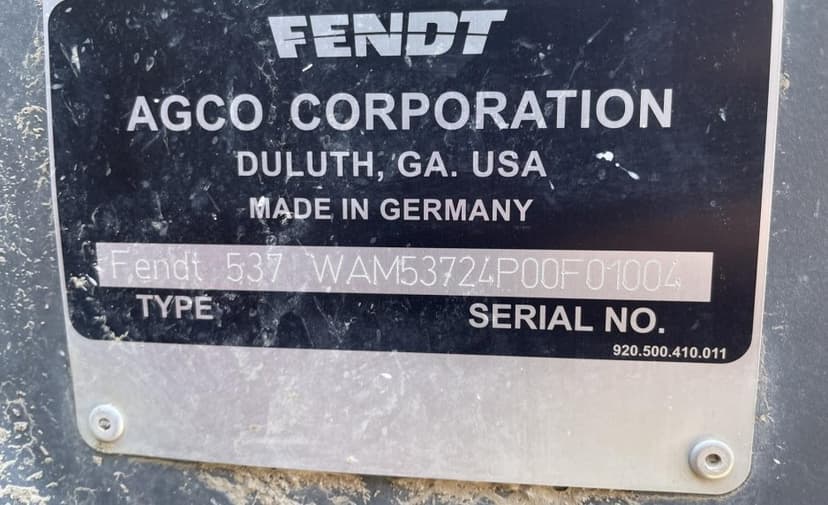 FENDT
AGCO CORPORATION
DULUTH, GA. USA
MADE IN GERMANY
Fendt 537 WAM53724P00F01004
TYPE SERIAL NO.
920.500.410.011